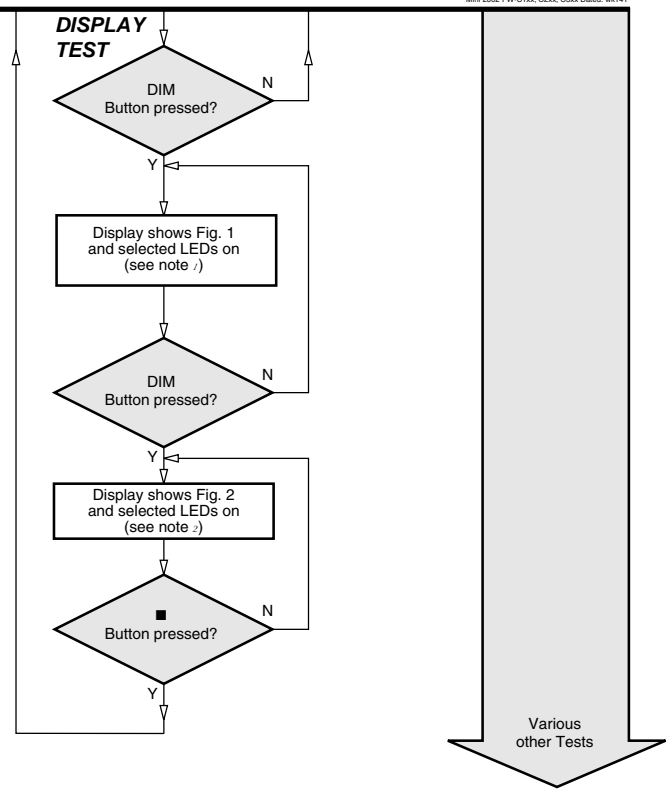 DISPLAY
TEST
DIM
Button pressed?
N
Y
Display shows Fig. 1
and selected LEDs on
(see note 1)
DIM
Button pressed?
N
Y
Display shows Fig. 2
and selected LEDs on
(see note 2)
■
Button pressed?
N
Y
Various
other Tests